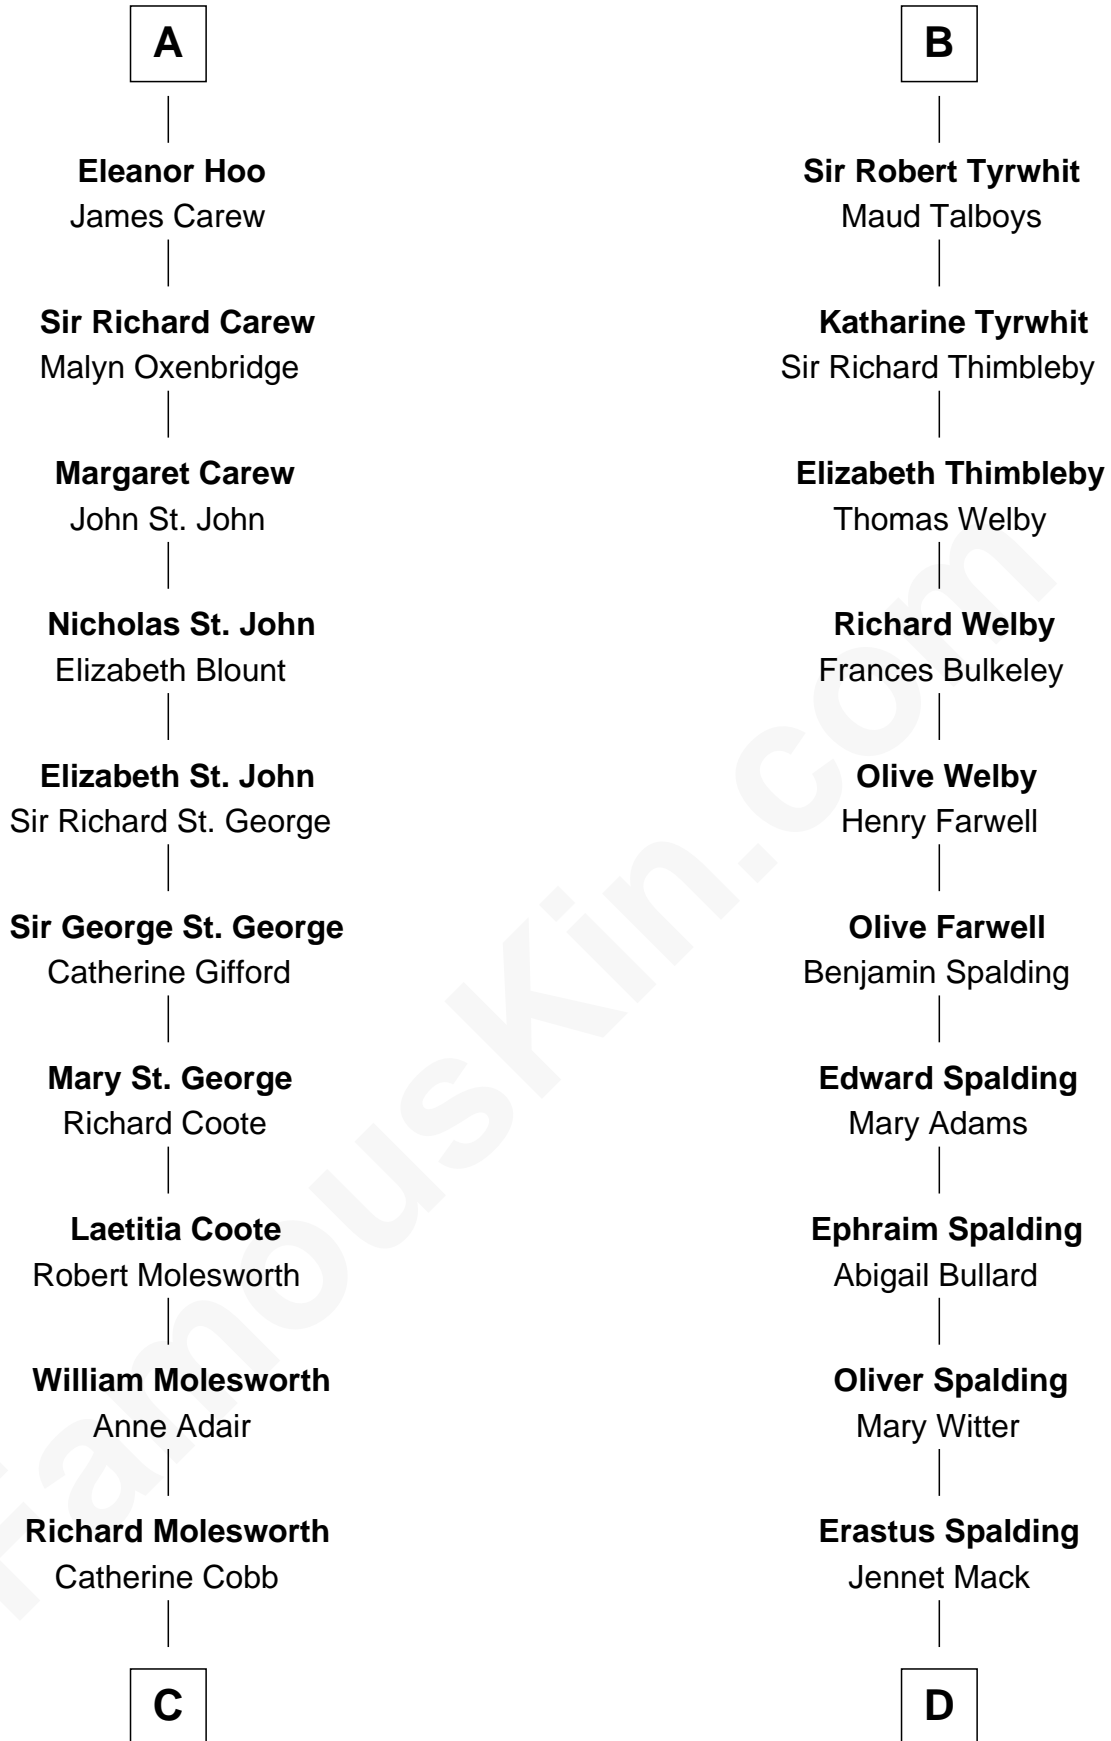 A
Eleanor Hoo
James Carew
Sir Richard Carew
Malyn Oxenbridge
Margaret Carew
John St. John
Nicholas St. John
Elizabeth Blount
Elizabeth St. John
Sir Richard St. George
Sir George St. George
Catherine Gifford
Mary St. George
Richard Coote
Laetitia Coote
Robert Molesworth
William Molesworth
Anne Adair
Richard Molesworth
Catherine Cobb
C
B
Sir Robert Tyrwhit
Maud Talboys
Katharine Tyrwhit
Sir Richard Thimbleby
Elizabeth Thimbleby
Thomas Welby
Richard Welby
Frances Bulkeley
Olive Welby
Henry Farwell
Olive Farwell
Benjamin Spalding
Edward Spalding
Mary Adams
Ephraim Spalding
Abigail Bullard
Oliver Spalding
Mary Witter
Erastus Spalding
Jennet Mack
D
FamousKin.com